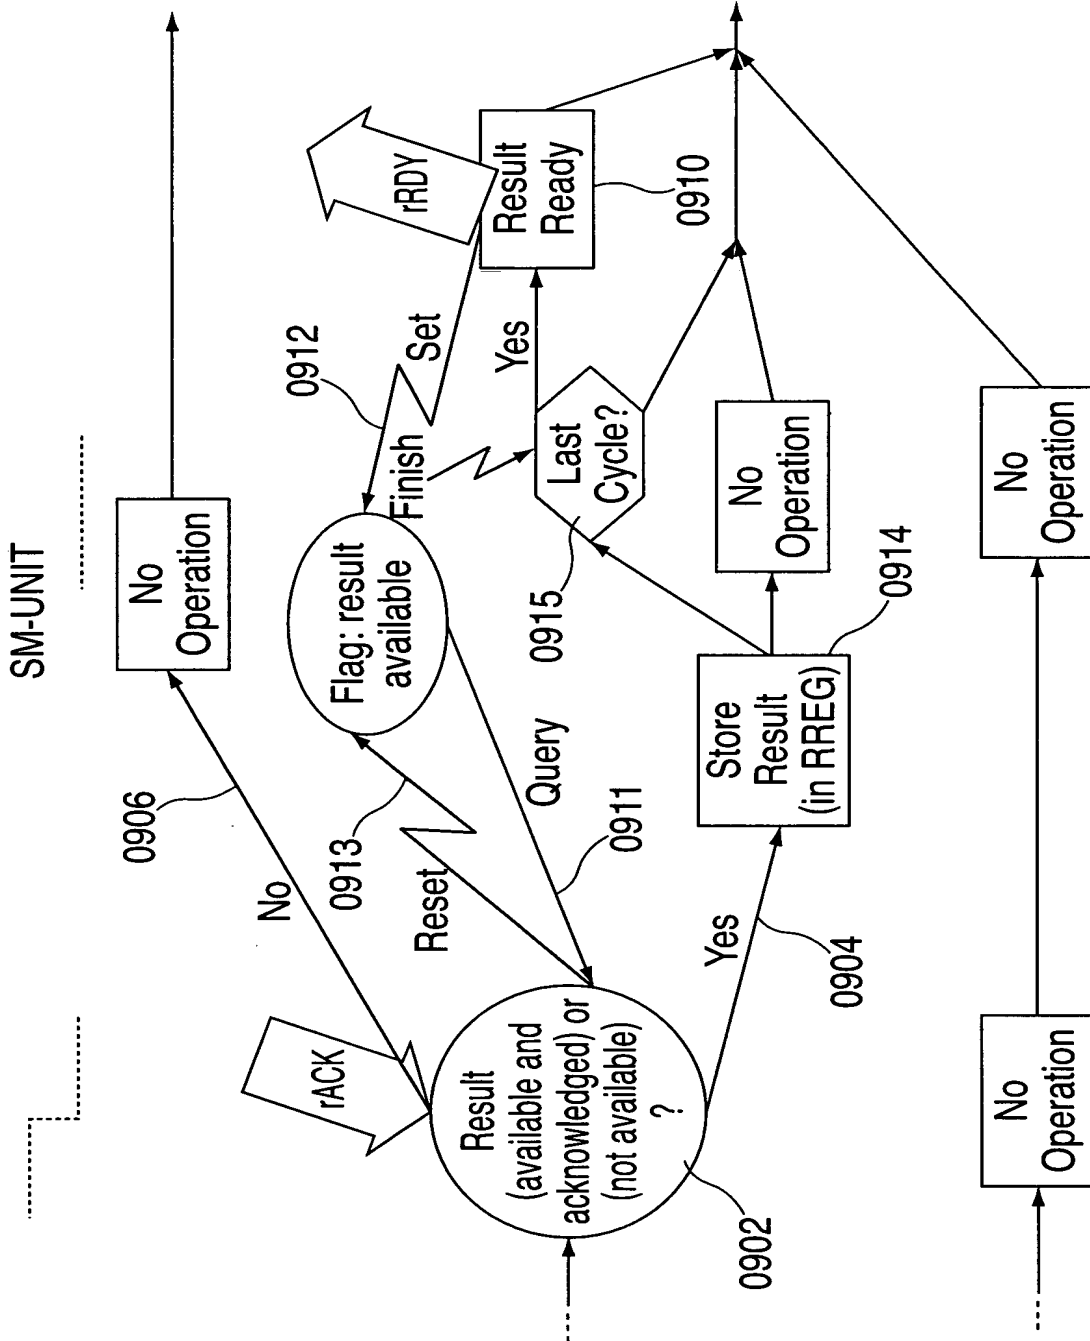 SM-UNIT
No
Operation
0906
No
rACK
Result
(available and
acknowledged) or
(not available)
?
0902
Reset
0913
Flag: result
available
Query
0911
Yes
0904
Store
Result
(in RREG)
0914
0915
Last
Cycle?
Finish
0912
Set
Yes
rRDY
Result
Ready
0910
No
Operation
No
Operation
No
Operation